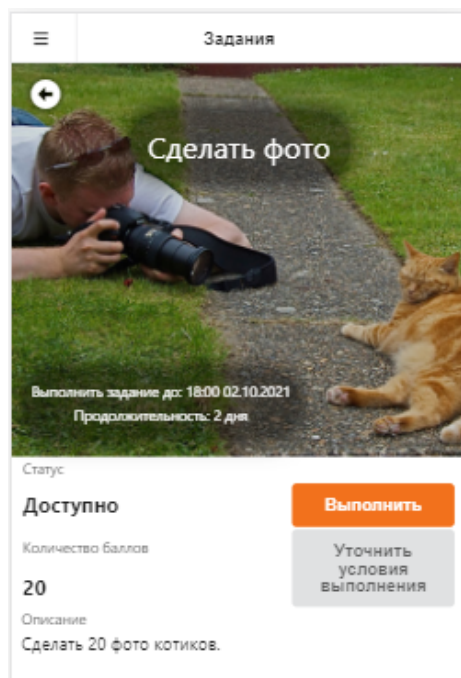 Задания
Сделать фото
Выполнить задание до: 18:00 02.10.2021
Продолжительность: 2 дня
Статус
Доступно
Выполнить
Количество баллов
20
Уточнить
условия
выполнения
Описание
Сделать 20 фото котиков.